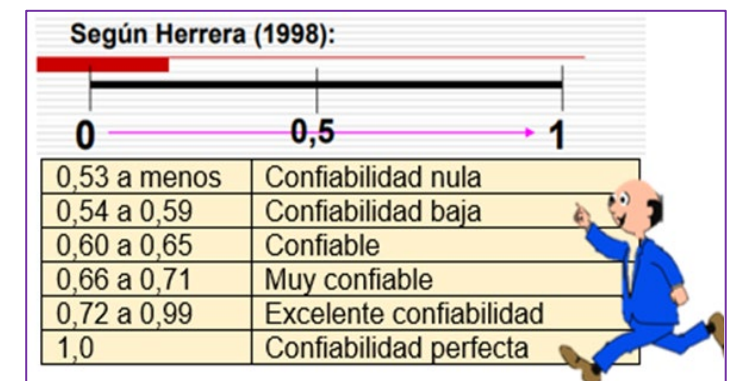 Según Herrera (1998):
0 0,5 1
0,53 a menos Confiabilidad nula
0,54 a 0,59 Confiabilidad baja
0,60 a 0,65 Confiable
0,66 a 0,71 Muy confiable
0,72 a 0,99 Excelente confiabilidad
1,0 Confiabilidad perfecta